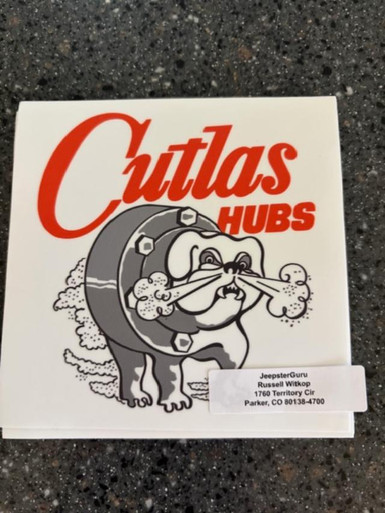 Cutlas
HUBS
JeepsterGuru
Russell Witkop
1760 Territory Cir
Parker, CO 80138-4700